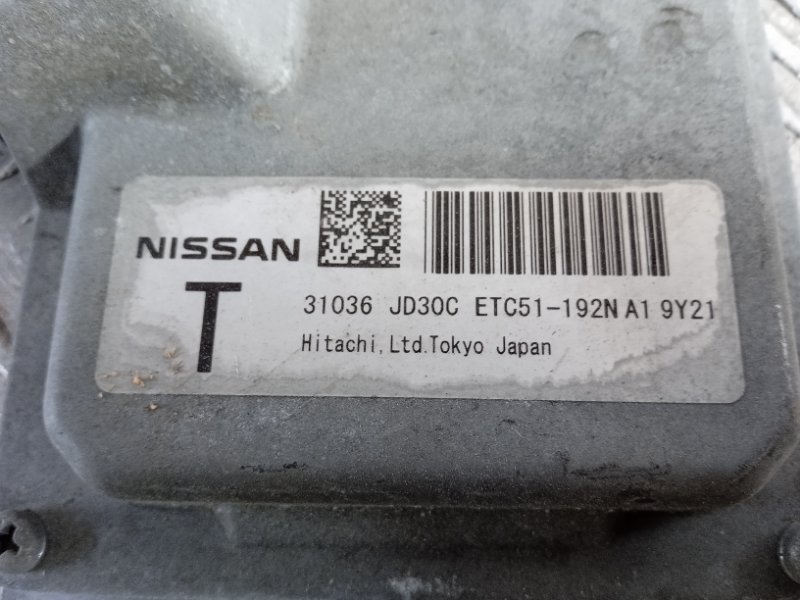 NISSAN
T
31036 JD30C ETC51-192N A1 9Y21
Hitachi, Ltd. Tokyo Japan